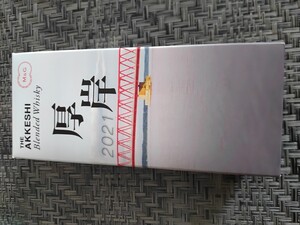 M&G
THE
AKKESHI
Blended Whisky
厚岸
2021